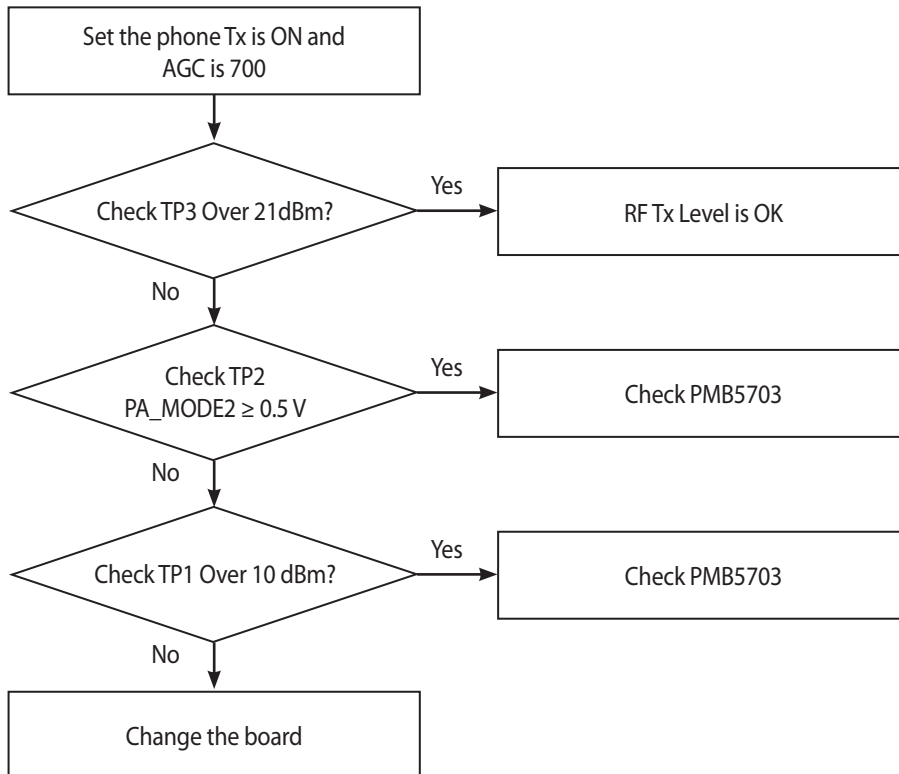 Set the phone Tx is ON and
AGC is 700
Check TP3 Over 21dBm?
Yes
RF Tx Level is OK
No
Check TP2
PA_MODE2 ≥ 0.5 V
Yes
Check PMB5703
No
Check TP1 Over 10 dBm?
Yes
Check PMB5703
No
Change the board